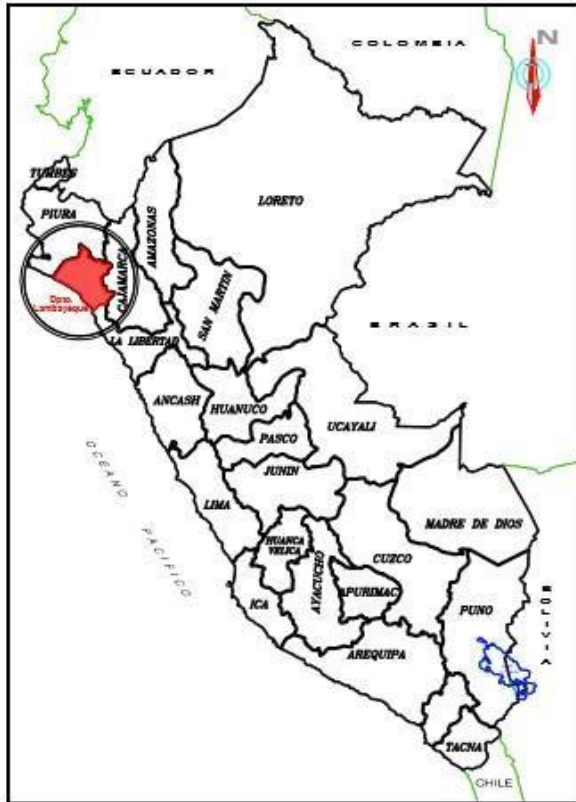 N
COLOMBIA
ECUADOR
TUMBES
PIURA
LORETO
AMAZONAS
CAJAMARCA
SAN MARTIN
Dpto.
Lambayeque
BRASIL
LA LIBERTAD
ANCASH
HUANUCO
UCAYALI
PASCO
JUNIN
OCEANO PACIFICO
LIMA
MADRE DE DIOS
HUANCA
VELICA
CUZCO
AYACUCHO
APURIMAC
ICA
PUNO
BOLIVIA
AREQUIPA
TACNA
CHILE